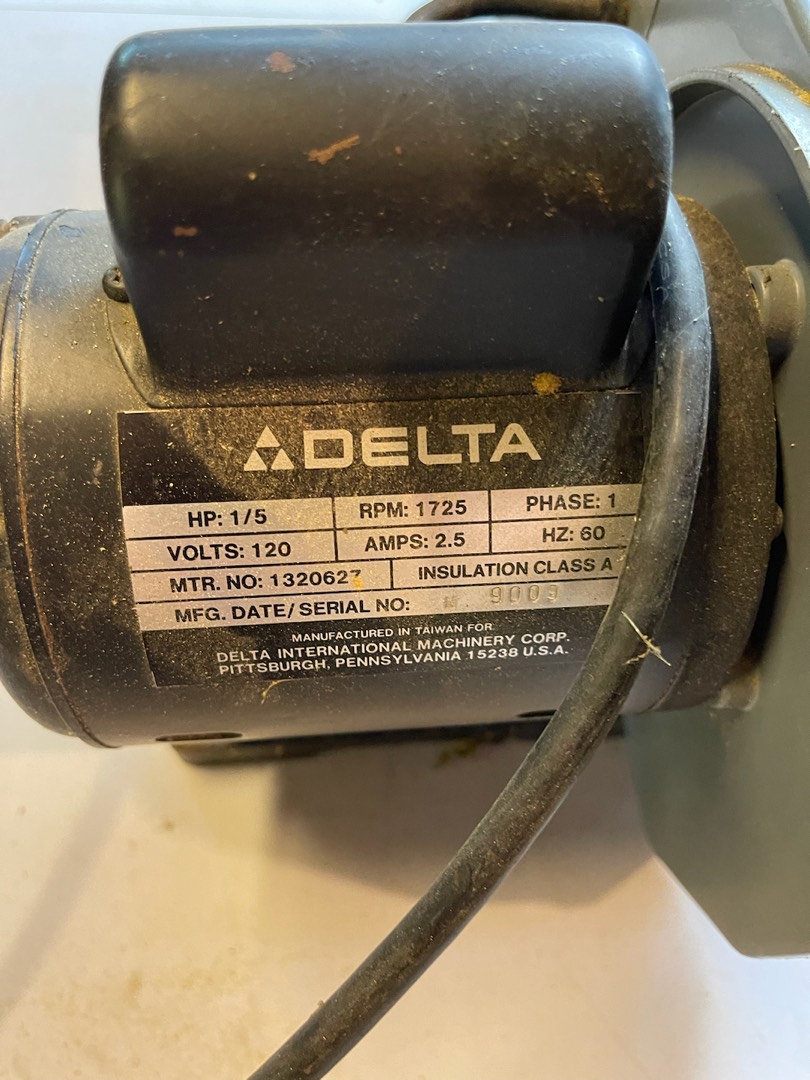 DELTA
HP: 1/5 RPM: 1725 PHASE: 1
VOLTS: 120 AMPS: 2.5 HZ: 60
MTR. NO: 1320627 INSULATION CLASS A
MFG. DATE/SERIAL NO: M 9003
MANUFACTURED IN TAIWAN FOR
DELTA INTERNATIONAL MACHINERY CORP.
PITTSBURGH, PENNSYLVANIA 15238 U.S.A.